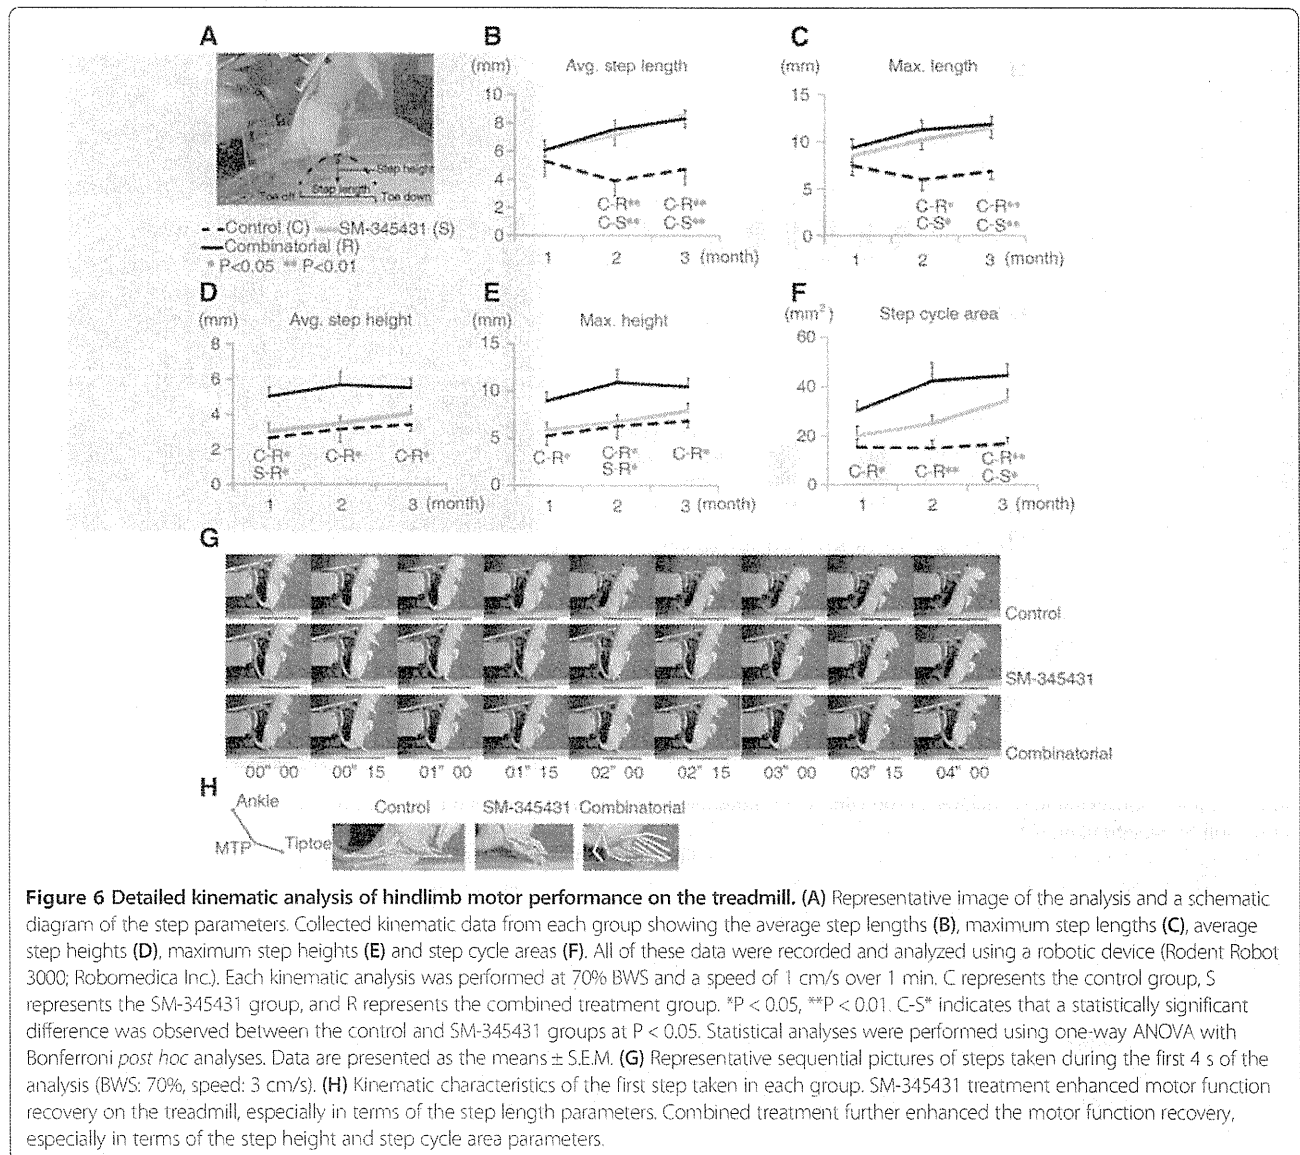 A
Step height
Step length
Toe off
Toe down
Control (C) SM-345431 (S)
Combinatorial (R)
* P<0.05 ** P<0.01
B
(mm) Avg. step length
10
8
6
4
2
0
C-R** C-R**
C-S** C-S**
1 2 3 (month)
C
(mm) Max. length
15
10
5
0
C-R* C-R**
C-S* C-S**
1 2 3 (month)
D
(mm) Avg. step height
8
6
4
2
0
C-R* C-R* C-R*
S-R*
1 2 3 (month)
E
(mm) Max. height
15
10
5
0
C-R* C-R* C-R*
S-R*
1 2 3 (month)
F
(mm²) Step cycle area
60
40
20
0
C-R* C-R** C-R**
C-S*
1 2 3 (month)
G
Control
SM-345431
Combinatorial
00" 00 00" 15 01" 00 01" 15 02" 00 02" 15 03" 00 03" 15 04" 00
H
Ankle
MTP
Tiptoe
Control SM-345431 Combinatorial
Figure 6 Detailed kinematic analysis of hindlimb motor performance on the treadmill. (A) Representative image of the analysis and a schematic
diagram of the step parameters. Collected kinematic data from each group showing the average step lengths (B), maximum step lengths (C), average
step heights (D), maximum step heights (E) and step cycle areas (F). All of these data were recorded and analyzed using a robotic device (Rodent Robot
3000; Robomedica Inc.). Each kinematic analysis was performed at 70% BWS and a speed of 1 cm/s over 1 min. C represents the control group, S
represents the SM-345431 group, and R represents the combined treatment group. *P < 0.05, **P < 0.01. C-S* indicates that a statistically significant
difference was observed between the control and SM-345431 groups at P < 0.05. Statistical analyses were performed using one-way ANOVA with
Bonferroni post hoc analyses. Data are presented as the means ± S.E.M. (G) Representative sequential pictures of steps taken during the first 4 s of the
analysis (BWS: 70%, speed: 3 cm/s). (H) Kinematic characteristics of the first step taken in each group. SM-345431 treatment enhanced motor function
recovery on the treadmill, especially in terms of the step length parameters. Combined treatment further enhanced the motor function recovery,
especially in terms of the step height and step cycle area parameters.